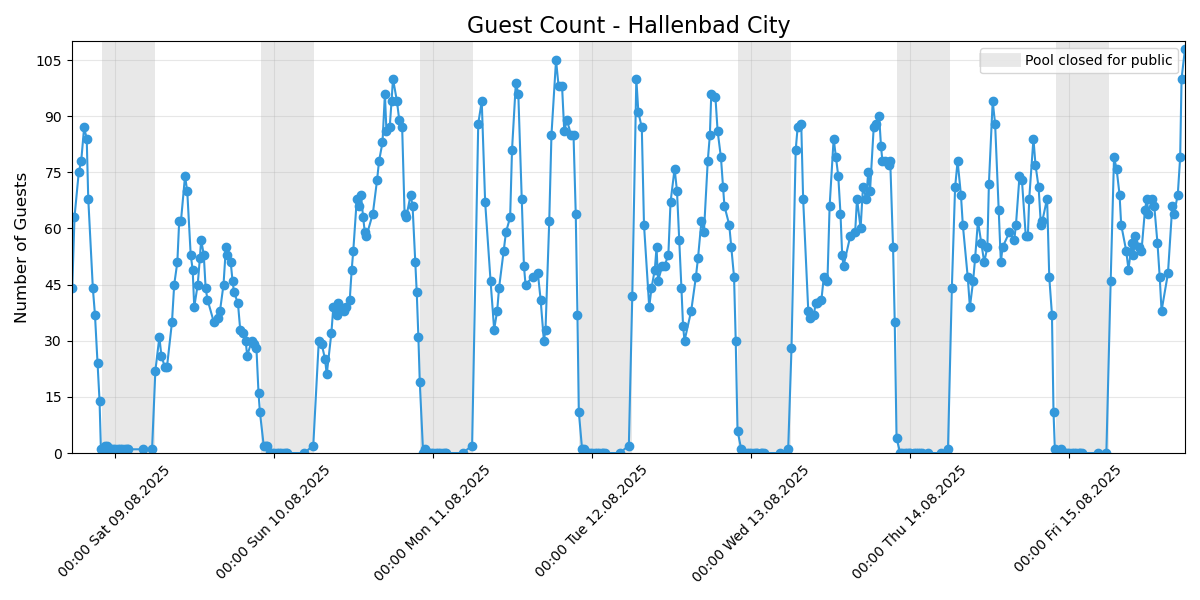 Guest Count - Hallenbad City
Pool closed for public
Number of Guests
105
90
75
60
45
30
15
0
00:00 Sat 09.08.2025
00:00 Sun 10.08.2025
00:00 Mon 11.08.2025
00:00 Tue 12.08.2025
00:00 Wed 13.08.2025
00:00 Thu 14.08.2025
00:00 Fri 15.08.2025